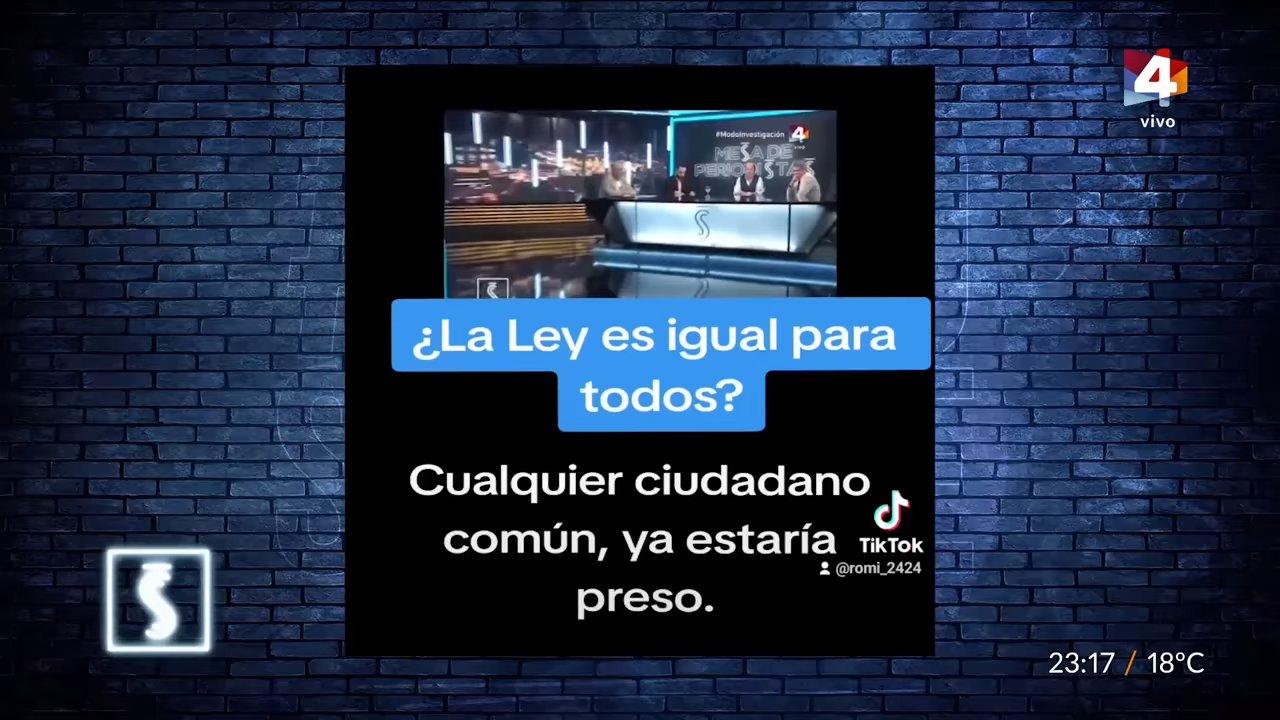 4
vivo
#ModoInvestigación 4
MESA DE
PERIODISTAS
¿La Ley es igual para
todos?
Cualquier ciudadano
común, ya estaría
preso.
TikTok
@romi_2424
23:17 / 18°C